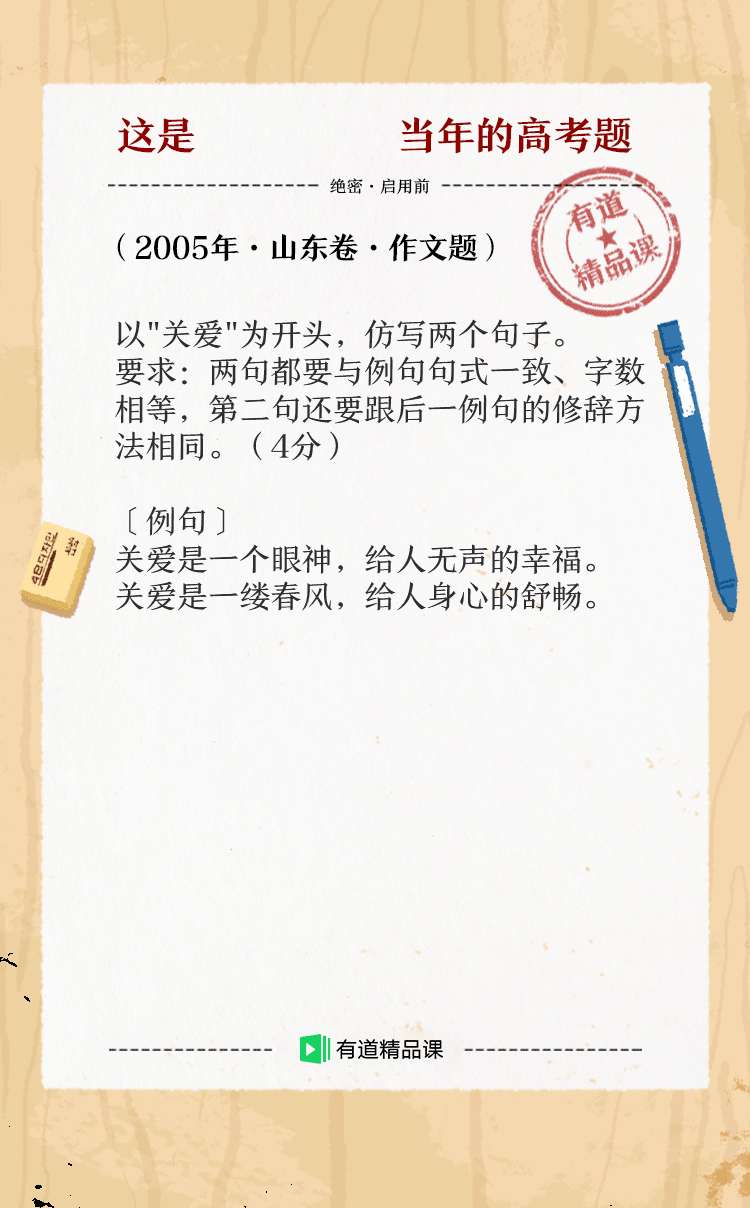 这是 当年的高考题
绝密·启用前
（2005年·山东卷·作文题）
有道
精品课
以"关爱"为开头，仿写两个句子。
要求：两句都要与例句句式一致、字数
相等，第二句还要跟后一例句的修辞方
法相同。（4分）
〔例句〕
关爱是一个眼神，给人无声的幸福。
关爱是一缕春风，给人身心的舒畅。
有道精品课